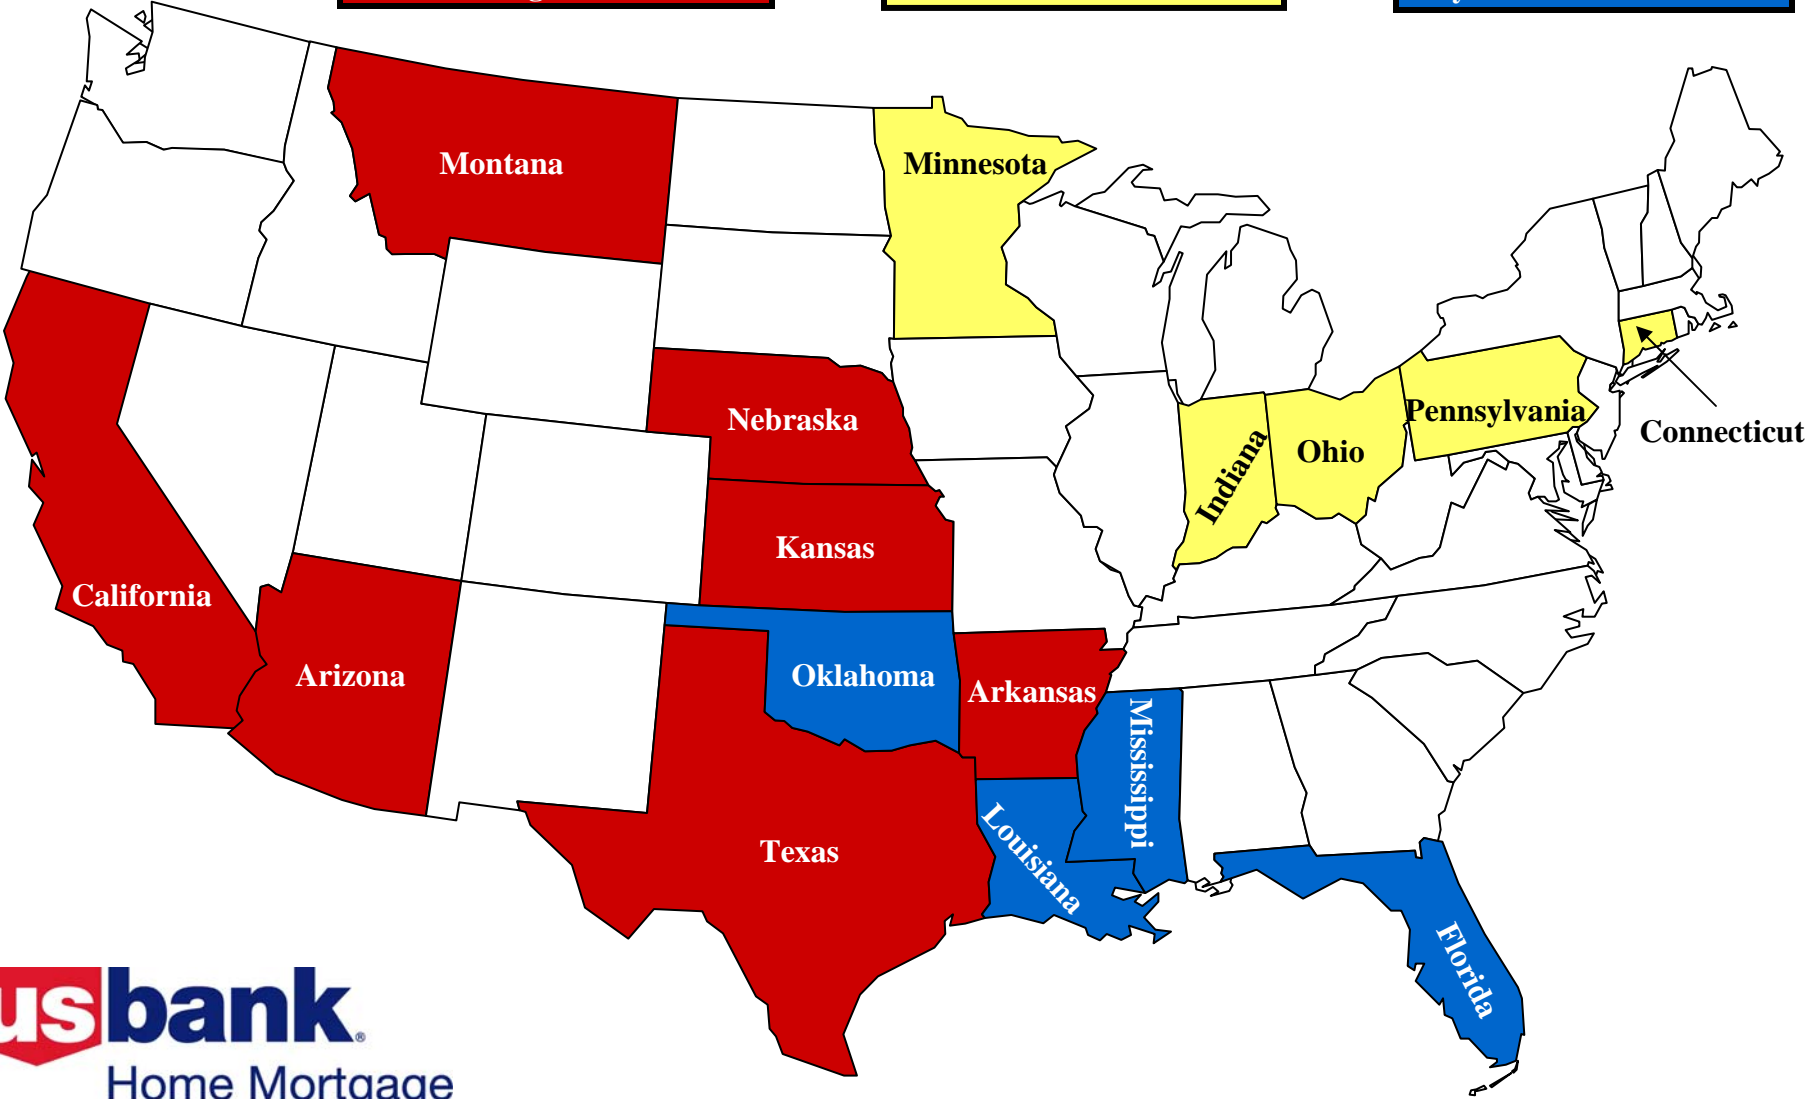 Montana
Minnesota
Nebraska
Pennsylvania
Connecticut
Indiana
Ohio
Kansas
California
Arizona
Oklahoma
Arkansas
Mississippi
Louisiana
Texas
Florida
usbank®
Home Mortgage